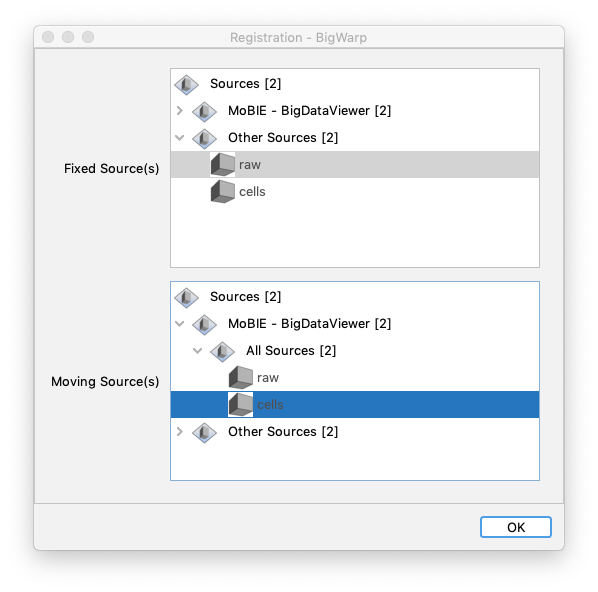 Registration - BigWarp
Fixed Source(s)
Sources [2]
MoBIE - BigDataViewer [2]
Other Sources [2]
raw
cells
Moving Source(s)
Sources [2]
MoBIE - BigDataViewer [2]
All Sources [2]
raw
cells
Other Sources [2]
OK